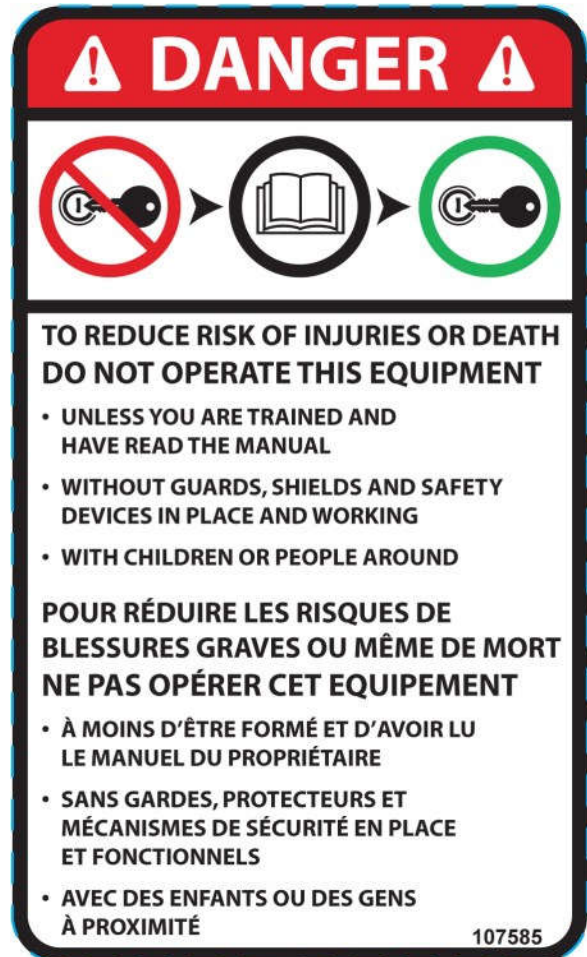 DANGER
TO REDUCE RISK OF INJURIES OR DEATH
DO NOT OPERATE THIS EQUIPMENT
• UNLESS YOU ARE TRAINED AND
HAVE READ THE MANUAL
• WITHOUT GUARDS, SHIELDS AND SAFETY
DEVICES IN PLACE AND WORKING
• WITH CHILDREN OR PEOPLE AROUND
POUR RÉDUIRE LES RISQUES DE
BLESSURES GRAVES OU MÊME DE MORT
NE PAS OPÉRER CET EQUIPEMENT
• À MOINS D'ÊTRE FORMÉ ET D'AVOIR LU
LE MANUEL DU PROPRIÉTAIRE
• SANS GARDES, PROTECTEURS ET
MÉCANISMES DE SÉCURITÉ EN PLACE
ET FONCTIONNELS
• AVEC DES ENFANTS OU DES GENS
À PROXIMITÉ
107585